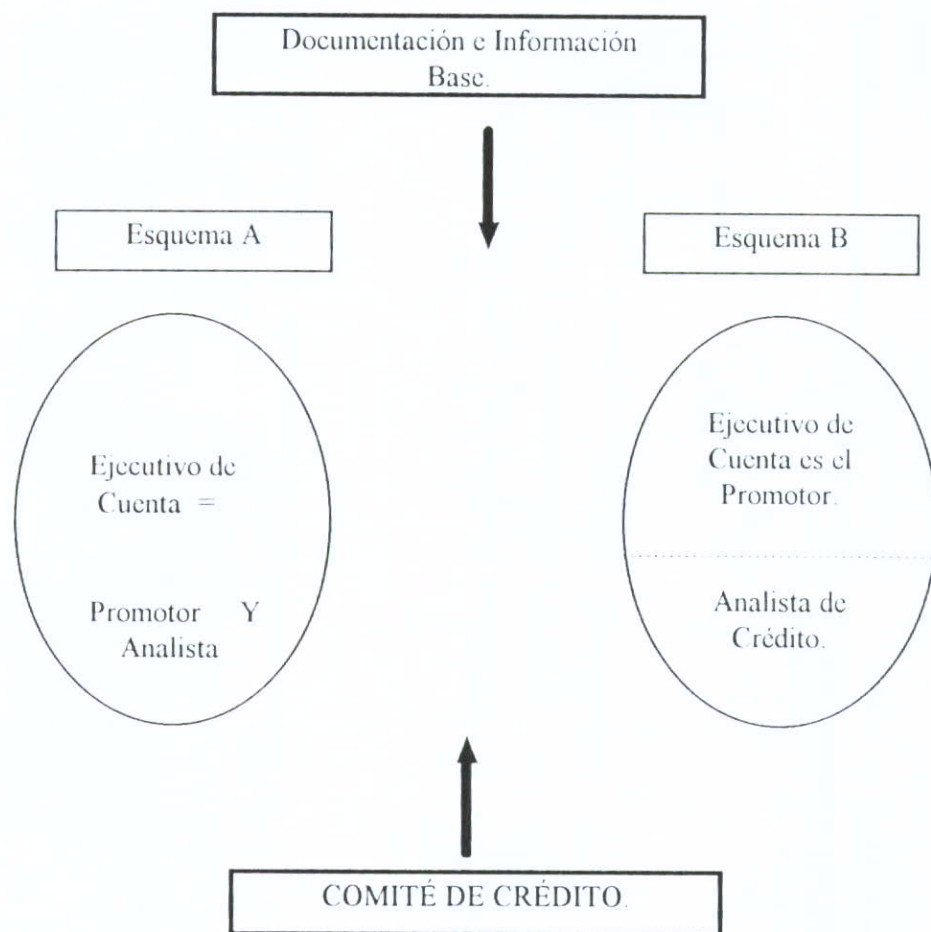 Documentación e Información
Base.
Esquema A
Esquema B
Ejecutivo de
Cuenta =
Promotor Y
Analista
Ejecutivo de
Cuenta es el
Promotor.
Analista de
Crédito.
COMITÉ DE CRÉDITO.